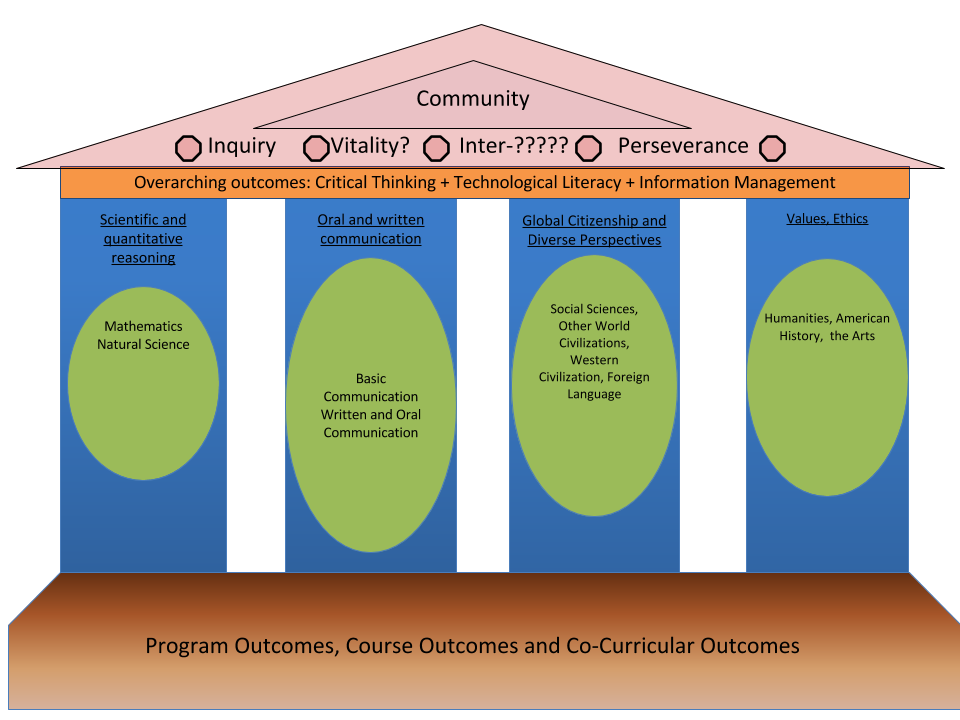 Community
Inquiry Vitality? Inter-????? Perseverance
Overarching outcomes: Critical Thinking + Technological Literacy + Information Management
Scientific and
quantitative
reasoning
Mathematics
Natural Science
Oral and written
communication
Basic
Communication
Written and Oral
Communication
Global Citizenship and
Diverse Perspectives
Social Sciences,
Other World
Civilizations,
Western
Civilization, Foreign
Language
Values, Ethics
Humanities, American
History, the Arts
Program Outcomes, Course Outcomes and Co-Curricular Outcomes